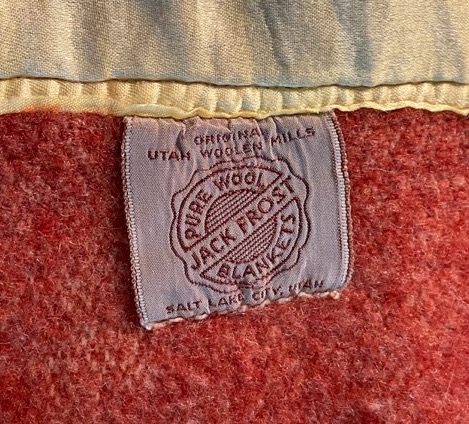 ORIGINAL
UTAH WOOLEN MILLS
PURE WOOL
JACK FROST
BLANKETS
SALT LAKE CITY, UTAH